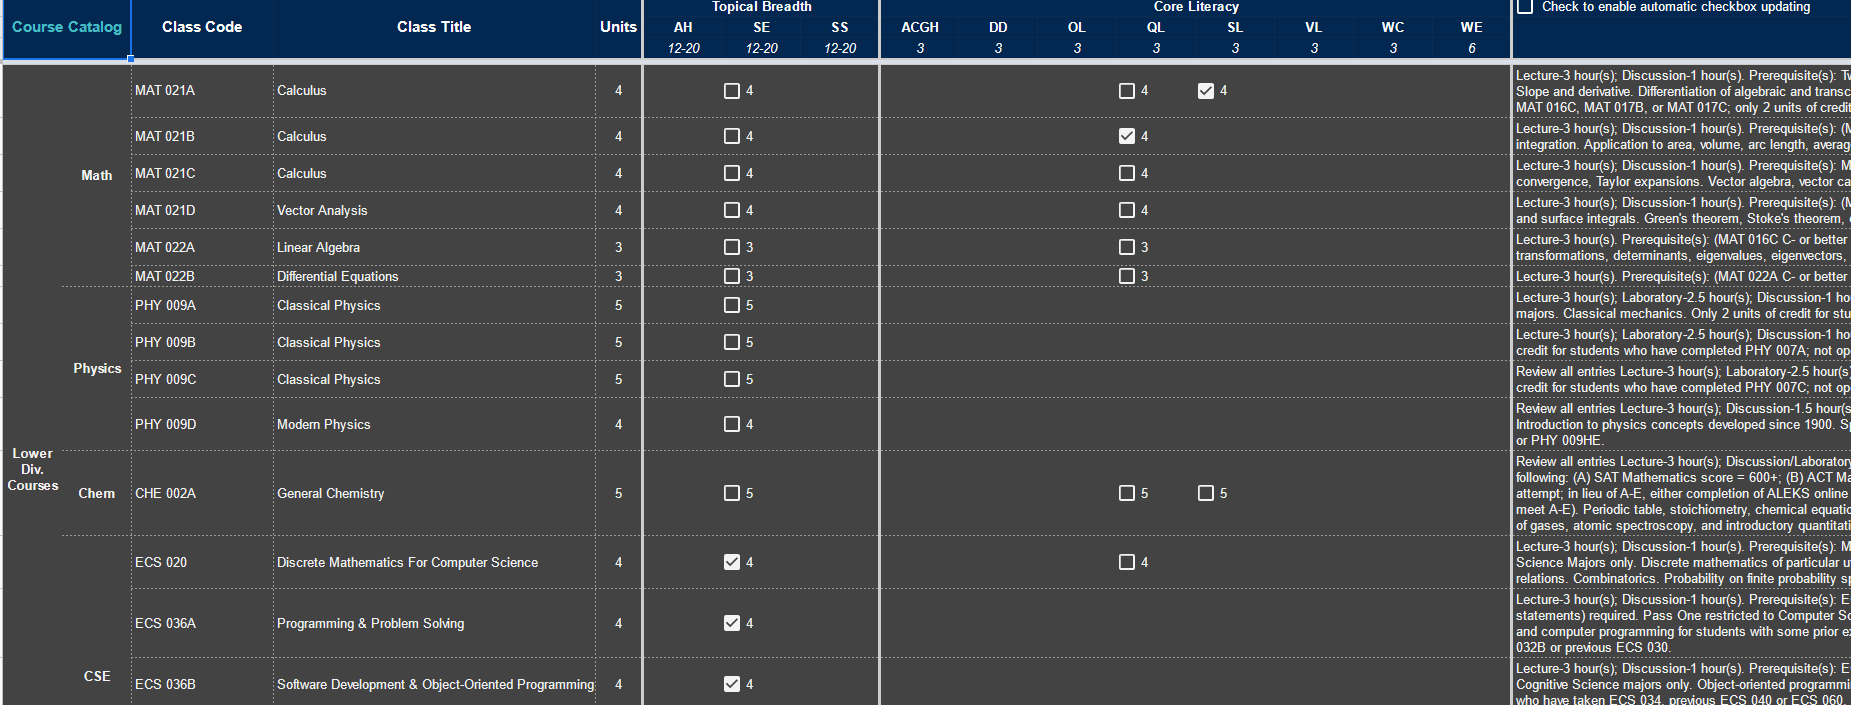 Topical Breadth Core Literacy Check to enable automatic checkbox updating
Course Catalog Class Code Class Title Units AH SE SS ACGH DD OL QL SL VL WC WE
12-20 12-20 12-20 3 3 3 3 3 3 3 6
Lower
Div.
Courses
Math
MAT 021A Calculus 4 4 4 4
Lecture-3 hour(s); Discussion-1 hour(s). Prerequisite(s):
Slope and derivative. Differentiation of algebraic and
MAT 016C, MAT 017B, or MAT 017C; only 2 units of credit
MAT 021B Calculus 4 4 4
Lecture-3 hour(s); Discussion-1 hour(s). Prerequisite(s): (M
integration. Application to area, volume, arc length,
MAT 021C Calculus 4 4 4
Lecture-3 hour(s); Discussion-1 hour(s). Prerequisite(s): M
convergence, Taylor expansions. Vector algebra, vector ca
MAT 021D Vector Analysis 4 4 4
Lecture-3 hour(s); Discussion-1 hour(s). Prerequisite(s): (M
and surface integrals. Green's theorem, Stoke's theorem,
MAT 022A Linear Algebra 3 3 3
Lecture-3 hour(s). Prerequisite(s): (MAT 016C C- or better
transformations, determinants, eigenvalues, eigenvectors,
MAT 022B Differential Equations 3 3 3
Lecture-3 hour(s). Prerequisite(s): (MAT 022A C- or better
Physics
PHY 009A Classical Physics 5 5
Lecture-3 hour(s); Laboratory-2.5 hour(s); Discussion-1 ho
majors. Classical mechanics. Only 2 units of credit for stu
PHY 009B Classical Physics 5 5
Lecture-3 hour(s); Laboratory-2.5 hour(s); Discussion-1 ho
credit for students who have completed PHY 007A; not op
PHY 009C Classical Physics 5 5
Review all entries Lecture-3 hour(s); Laboratory-2.5 hour(s)
credit for students who have completed PHY 007C; not op
PHY 009D Modern Physics 4 4
Review all entries Lecture-3 hour(s); Discussion-1.5 hour(s
Introduction to physics concepts developed since 1900.
or PHY 009HE.
Chem
CHE 002A General Chemistry 5 5 5 5
Review all entries Lecture-3 hour(s); Discussion/Laboratory
following: (A) SAT Mathematics score = 600+; (B) ACT Ma
attempt; in lieu of A-E, either completion of ALEKS online
meet A-E). Periodic table, stoichiometry, chemical equatio
of gases, atomic spectroscopy, and introductory quantitati
CSE
ECS 020 Discrete Mathematics For Computer Science 4 4 4
Lecture-3 hour(s); Discussion-1 hour(s). Prerequisite(s): M
Science Majors only. Discrete mathematics of particular u
relations. Combinatorics. Probability on finite probability sp
ECS 036A Programming & Problem Solving 4 4
Lecture-3 hour(s); Discussion-1 hour(s). Prerequisite(s): E
statements) required. Pass One restricted to Computer Sc
and computer programming for students with some prior ex
032B or previous ECS 030.
ECS 036B Software Development & Object-Oriented Programming 4 4
Lecture-3 hour(s); Discussion-1 hour(s). Prerequisite(s): E
Cognitive Science majors only. Object-oriented programmi
who have taken ECS 034, previous ECS 040 or ECS 060.